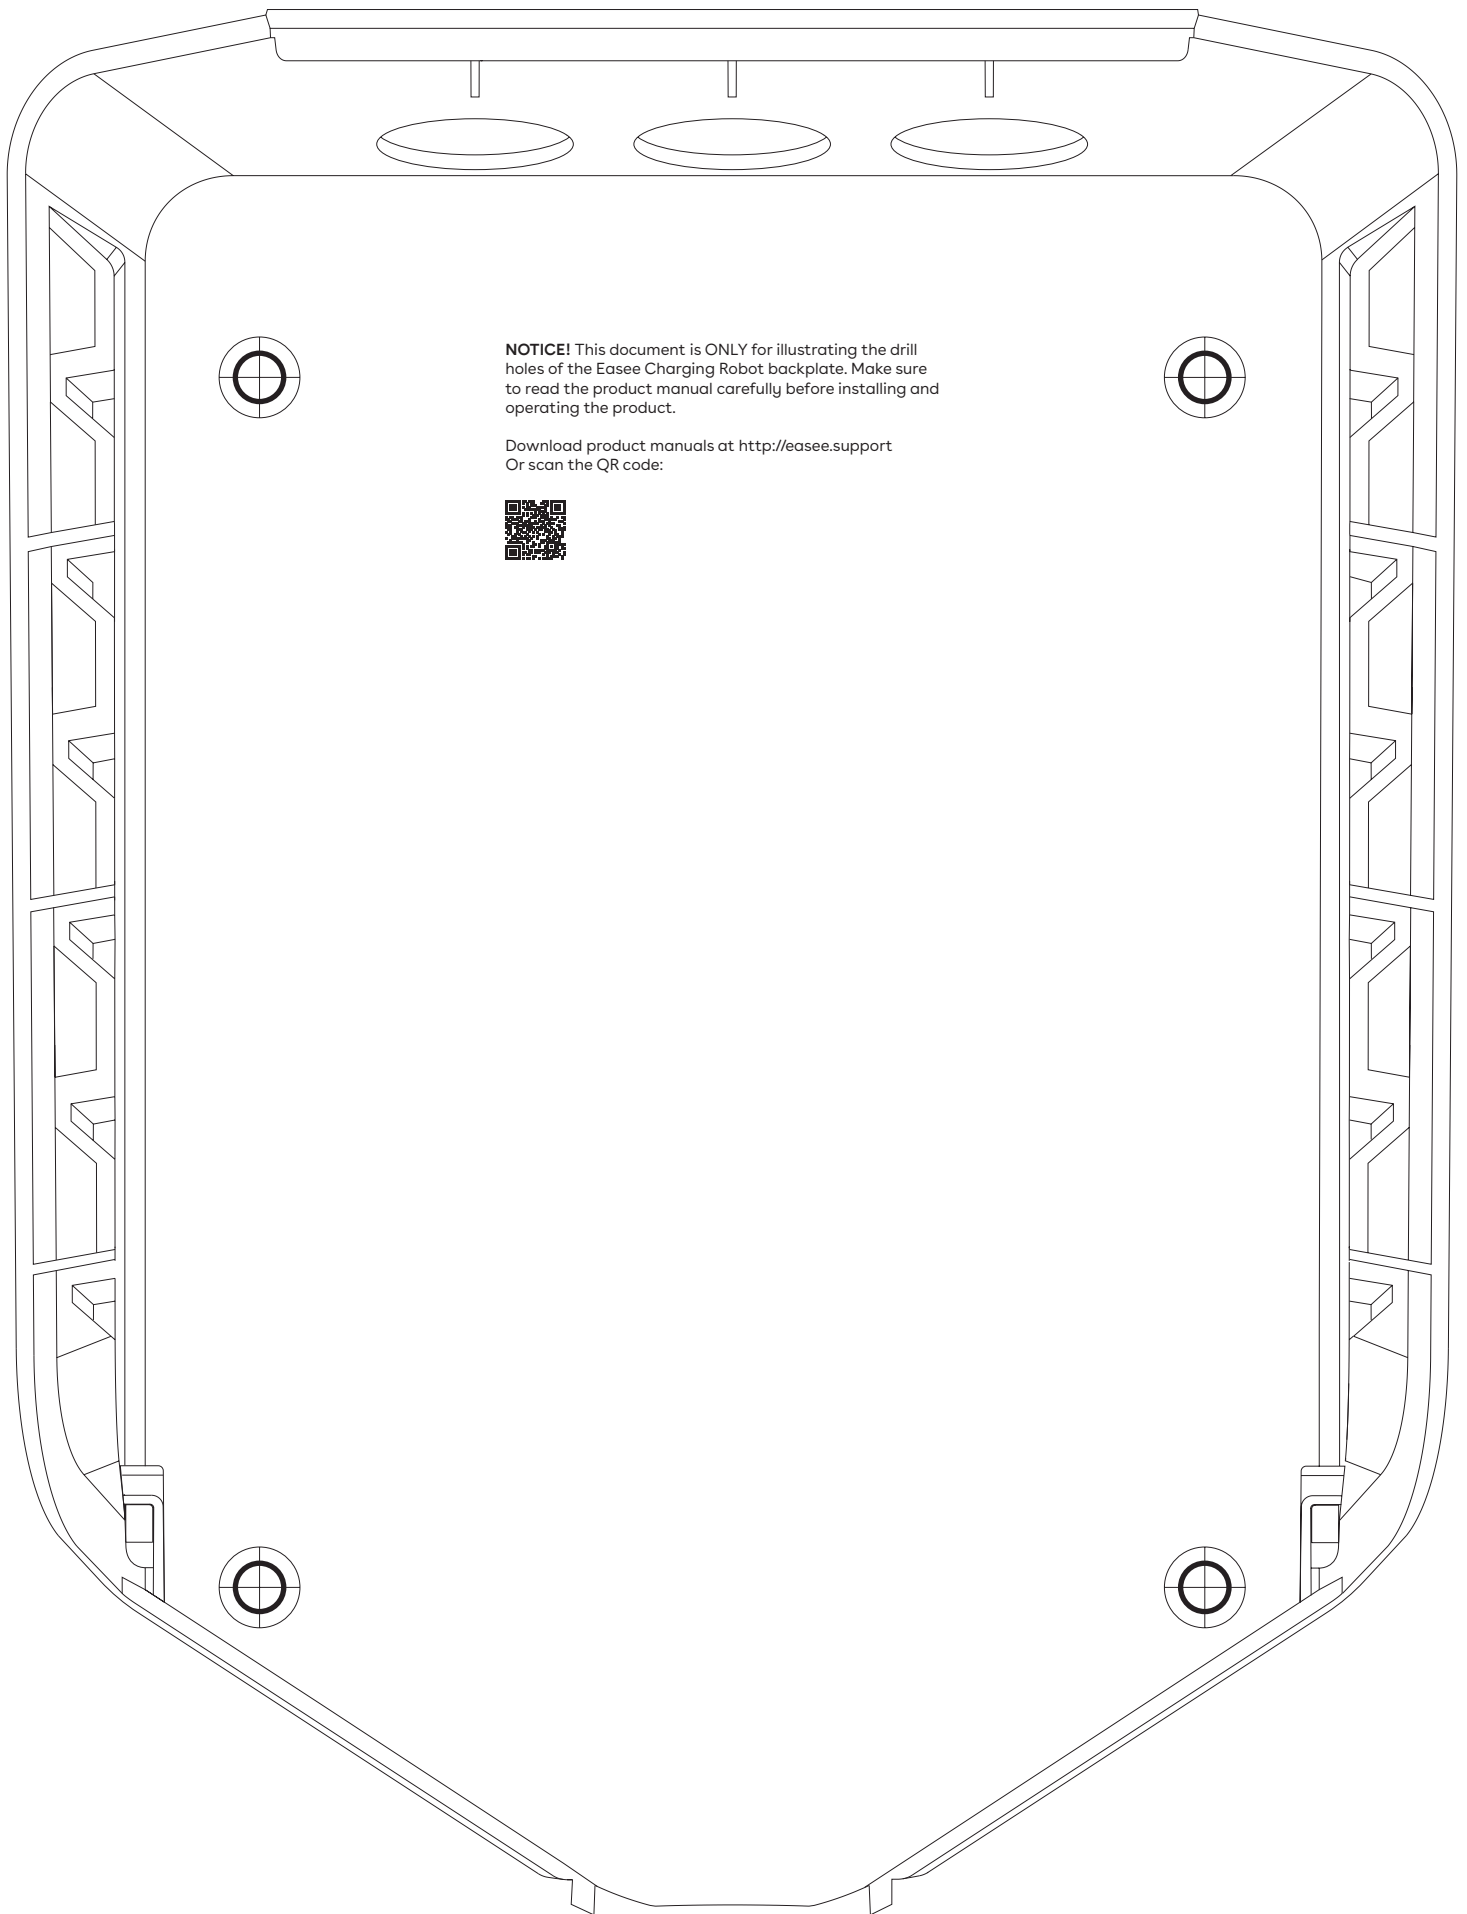 NOTICE! This document is ONLY for illustrating the drill
holes of the Easee Charging Robot backplate. Make sure
to read the product manual carefully before installing and
operating the product.
Download product manuals at http://easee.support
Or scan the QR code: